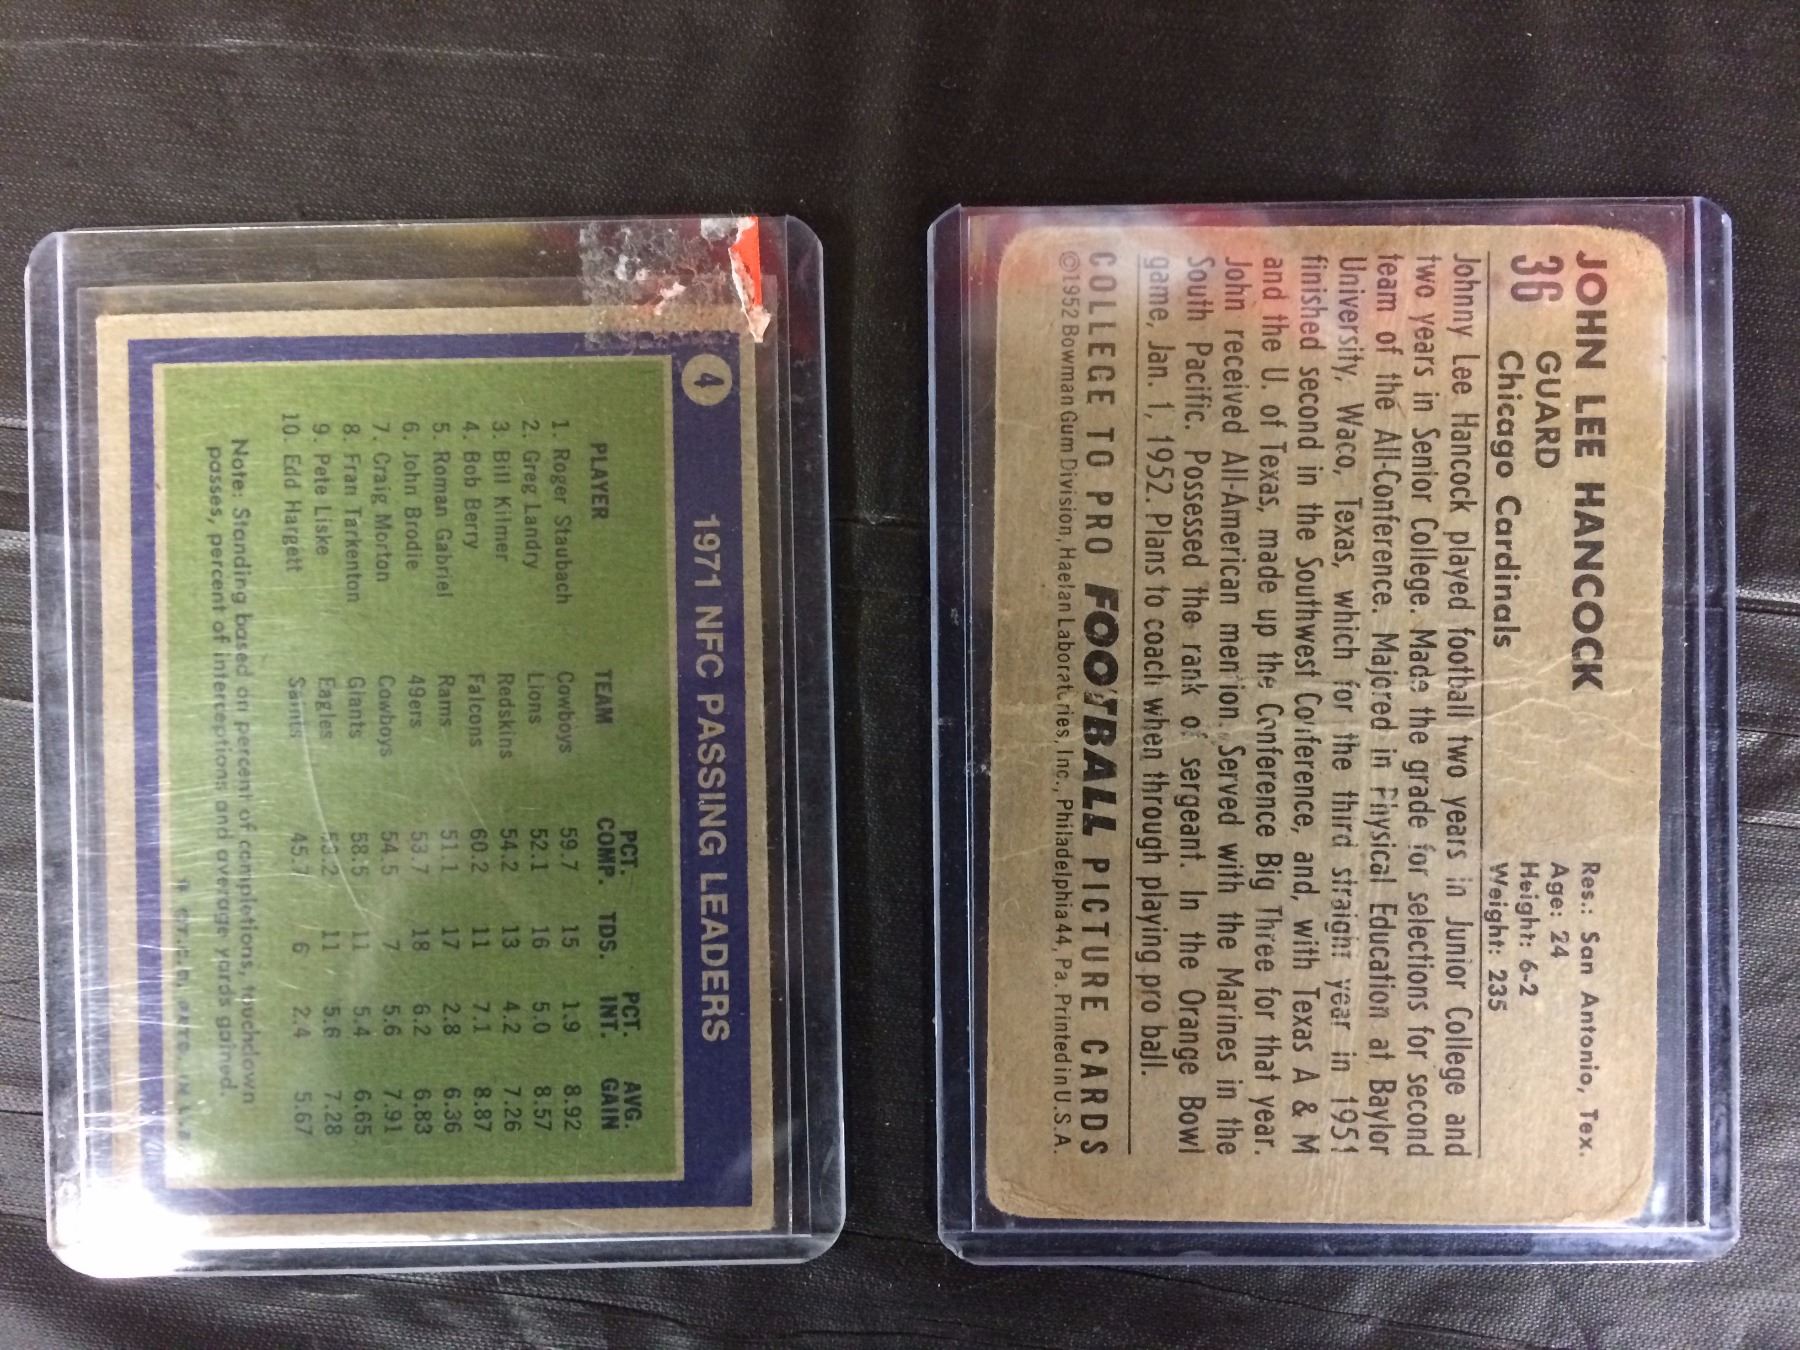 4
1971 NFC PASSING LEADERS
PLAYER TEAM PCT. COMP. TDS. PCT. INT. AVG. GAIN
1. Roger Staubach Cowboys 59.7 15 1.9 8.92
2. Greg Landry Lions 52.1 16 5.0 8.57
3. Bill Kilmer Redskins 54.2 13 4.2 7.26
4. Bob Berry Falcons 60.2 11 7.1 8.87
5. Roman Gabriel Rams 51.1 17 2.8 6.36
6. John Brodie 49ers 53.7 18 6.2 6.83
7. Craig Morton Cowboys 54.5 7 5.6 7.91
8. Fran Tarkenton Giants 58.5 11 5.4 6.65
9. Pete Liske Eagles 11 5.6 7.28
10. Edd Hargett Saints 45.7 6 2.4 5.67
Note: Standing based on percent of completions, touchdown
passes, percent of interceptions and average yards gained.
JOHN LEE HANCOCK
36 GUARD
Chicago Cardinals
Res.: San Antonio, Tex.
Age: 24
Height: 6-2
Weight: 235
Johnny Lee Hancock played football two years in Junior College and
two years in Senior College. Made the grade for selections for second
team of the All-Conference. Majored in Physical Education at Baylor
University, Waco, Texas, which for the third straight year in 1951
finished second in the Southwest Conference, and, with Texas A & M
and the U. of Texas, made up the Conference Big Three for that year.
John received All-American mention. Served with the Marines in the
South Pacific. Possessed the rank of sergeant. In the Orange Bowl
game, Jan. 1, 1952. Plans to coach when through playing pro ball.
COLLEGE TO PRO FOOTBALL PICTURE CARDS
©1952 Bowman Gum Division, Haelan Laboratories, Inc., Philadelphia 44, Pa. Printed in U.S.A.